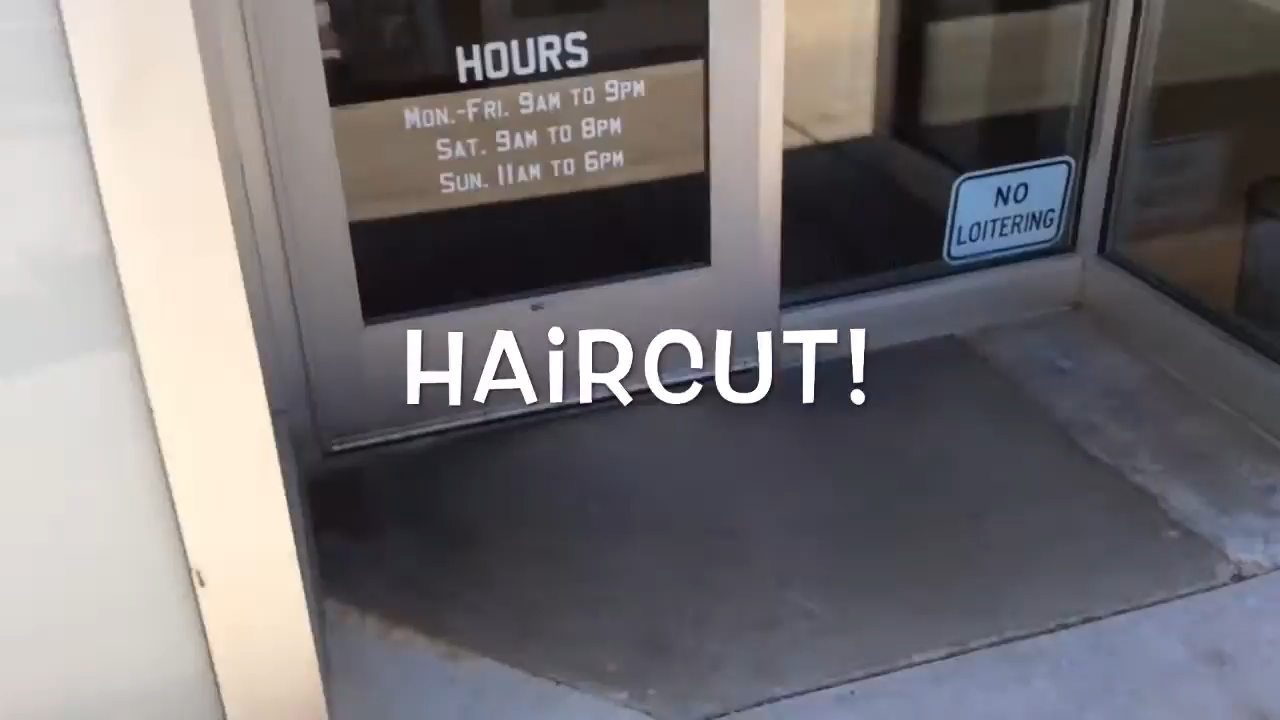 HOURS
MON.-FRI. 9AM TO 9PM
SAT. 9AM TO 8PM
SUN. 11AM TO 6PM
NO
LOITERING
HAiRCUT!